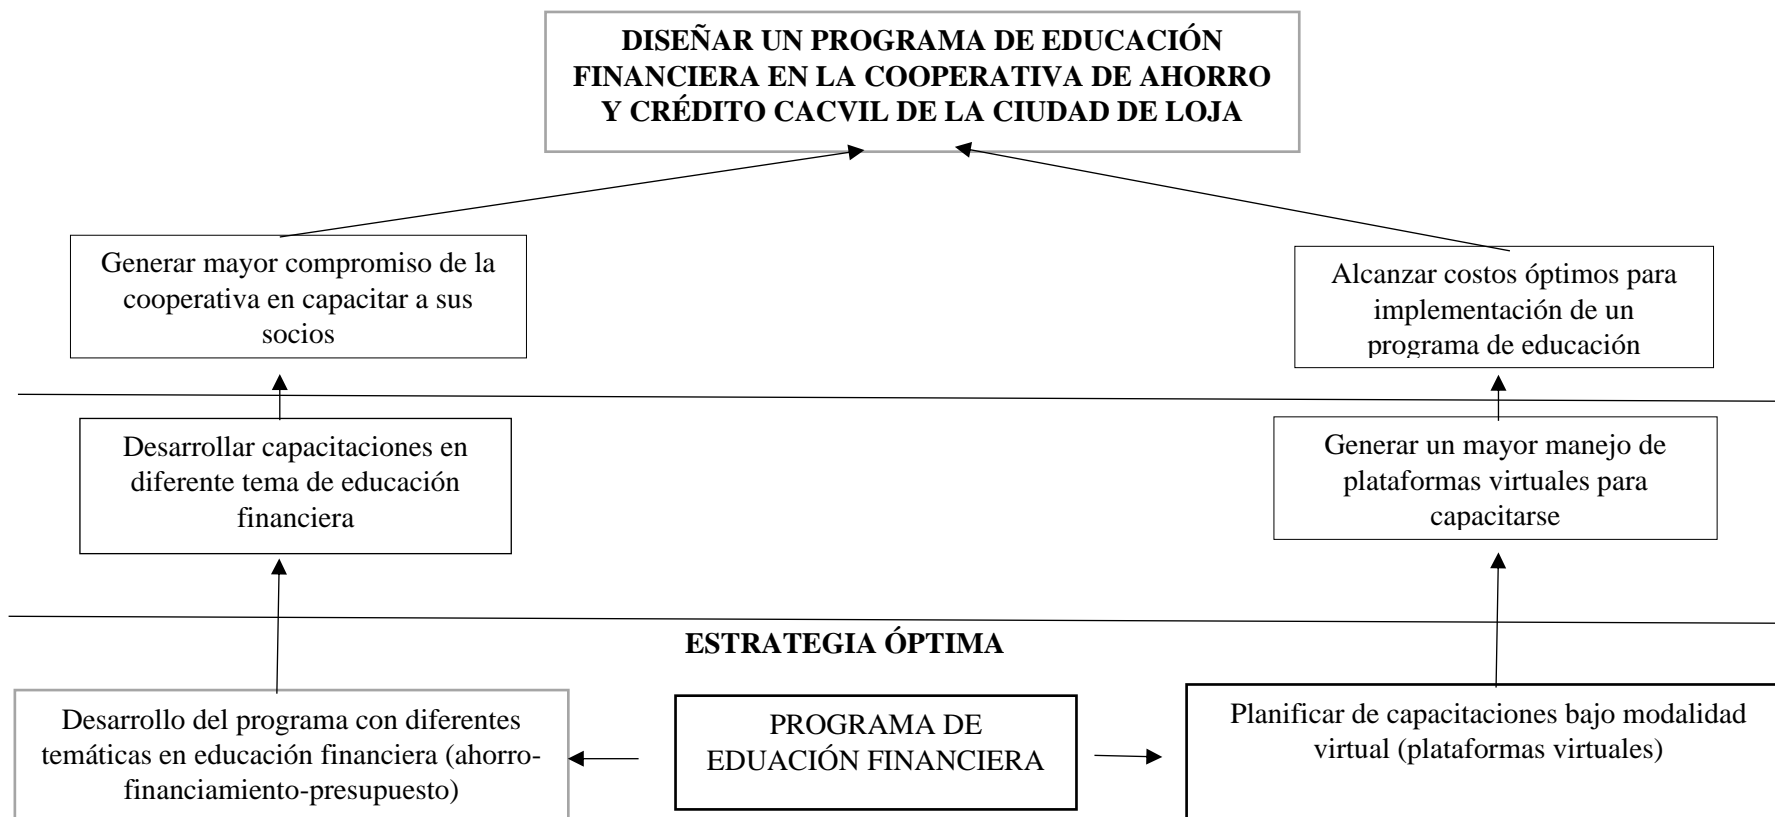 DISEÑAR UN PROGRAMA DE EDUCACIÓN
FINANCIERA EN LA COOPERATIVA DE AHORRO
Y CRÉDITO CACVIL DE LA CIUDAD DE LOJA
Generar mayor compromiso de la
cooperativa en capacitar a sus
socios
Alcanzar costos óptimos para
implementación de un
programa de educación
Desarrollar capacitaciones en
diferente tema de educación
financiera
Generar un mayor manejo de
plataformas virtuales para
capacitarse
ESTRATEGIA ÓPTIMA
Desarrollo del programa con diferentes
temáticas en educación financiera (ahorro-
financiamiento-presupuesto)
PROGRAMA DE
EDUACIÓN FINANCIERA
Planificar de capacitaciones bajo modalidad
virtual (plataformas virtuales)